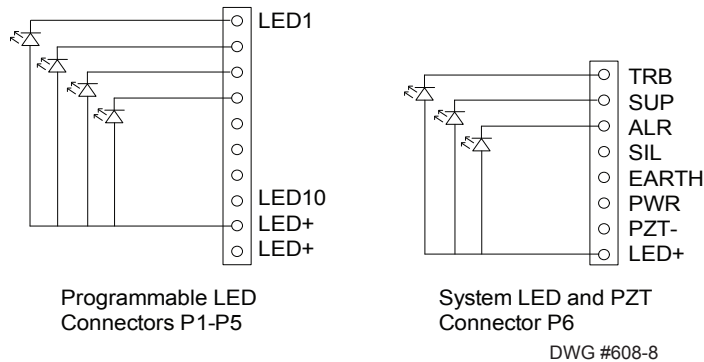 LED1
LED10
LED+
LED+
Programmable LED
Connectors P1-P5
TRB
SUP
ALR
SIL
EARTH
PWR
PZT-
LED+
System LED and PZT
Connector P6
DWG #608-8